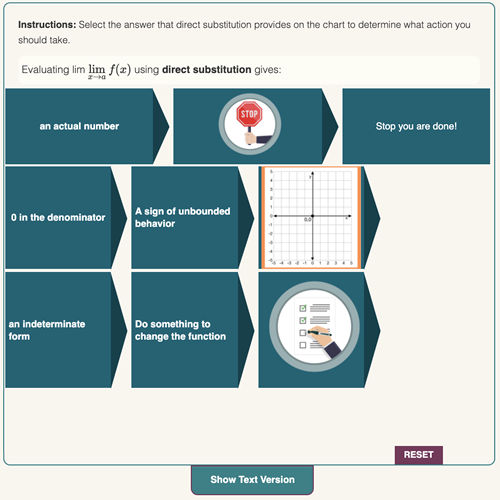 Instructions: Select the answer that direct substitution provides on the chart to determine what action you
should take.
Evaluating lim lim x→a f(x) using direct substitution gives:
an actual number
STOP
Stop you are done!
0 in the denominator
A sign of unbounded
behavior
y
5
4
3
2
1
0,0
x
-1
-2
-3
-4
-5
-5 -4 -3 -2 -1 0 1 2 3 4 5
an indeterminate
form
Do something to
change the function
RESET
Show Text Version